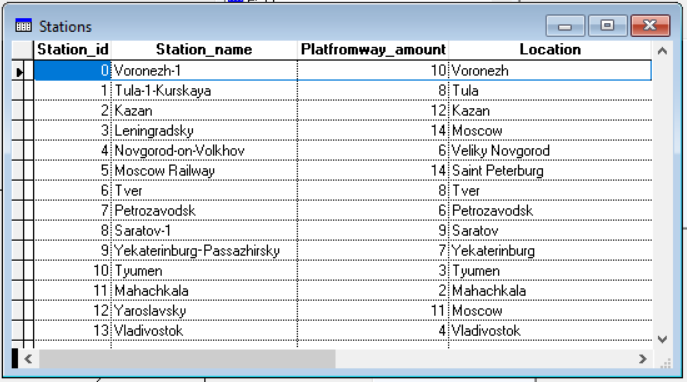 Stations
Station_id Station_name Platfromway_amount Location
0 Voronezh-1 10 Voronezh
1 Tula-1-Kurskaya 8 Tula
2 Kazan 12 Kazan
3 Leningradsky 14 Moscow
4 Novgorod-on-Volkhov 6 Veliky Novgorod
5 Moscow Railway 14 Saint Peterburg
6 Tver 8 Tver
7 Petrozavodsk 6 Petrozavodsk
8 Saratov-1 9 Saratov
9 Yekaterinburg-Passazhirsky 7 Yekaterinburg
10 Tyumen 3 Tyumen
11 Mahachkala 2 Mahachkala
12 Yaroslavsky 11 Moscow
13 Vladivostok 4 Vladivostok